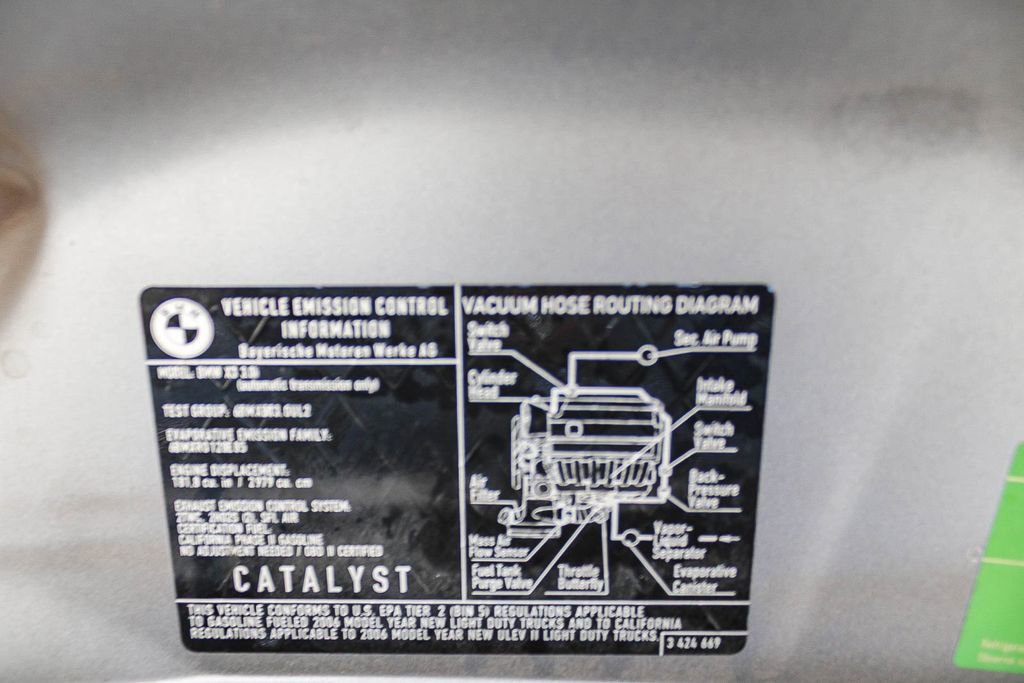 VEHICLE EMISSION CONTROL
INFORMATION
Bayerische Motoren Werke AG
MODEL: BMW X3 3.0i
(automatic transmission only)
TEST GROUP:
EVAPORATIVE EMISSION FAMILY:
ENGINE DISPLACEMENT:
181.8 cu. in / 2979 cu. cm
EXHAUST EMISSION CONTROL SYSTEM:
CERTIFICATION FUEL:
CALIFORNIA PHASE II GASOLINE
NO ADJUSTMENT NEEDED / OBD II CERTIFIED
CATALYST
VACUUM HOSE ROUTING DIAGRAM
Switch
Valve
Sec. Air Pump
Cylinder
Head
Intake
Manifold
Switch
Valve
Air
Filter
Back-
Pressure
Valve
Mass Air
Flow Sensor
Vapor-
Liquid
Separator
Fuel Tank
Purge Valve
Throttle
Butterfly
Evaporative
Canister
THIS VEHICLE CONFORMS TO U.S. EPA TIER 2 (BIN 5) REGULATIONS APPLICABLE
TO GASOLINE FUELED 2006 MODEL YEAR NEW LIGHT DUTY TRUCKS AND TO CALIFORNIA
REGULATIONS APPLICABLE TO 2006 MODEL YEAR NEW ULEV II LIGHT DUTY TRUCKS.
3 424 669